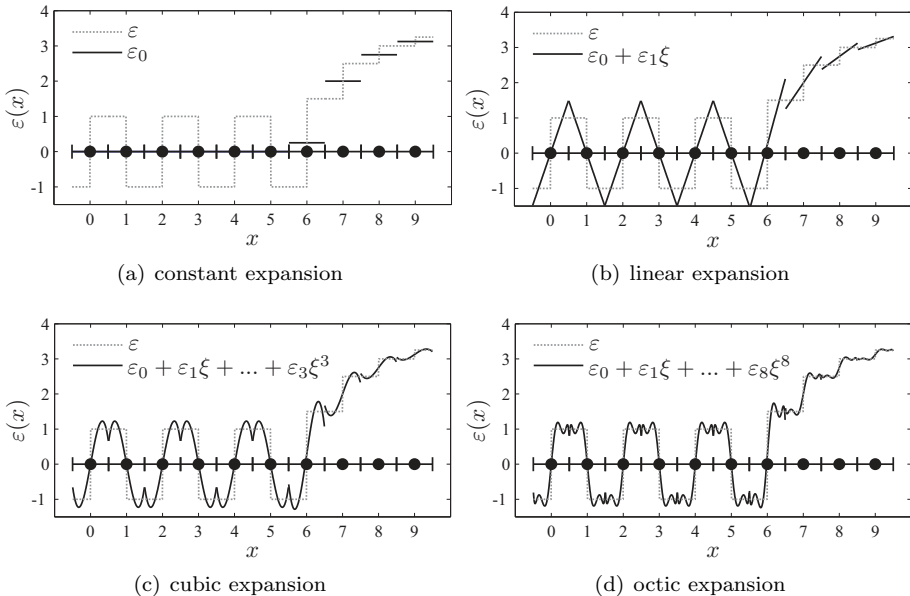 4
3
2
1
0
-1
ε(x)
ε
ε₀
0 1 2 3 4 5 6 7 8 9
x
(a) constant expansion
4
3
2
1
0
-1
ε(x)
ε
ε₀ + ε₁ξ
0 1 2 3 4 5 6 7 8 9
x
(b) linear expansion
4
3
2
1
0
-1
ε(x)
ε
ε₀ + ε₁ξ + ... + ε₃ξ³
0 1 2 3 4 5 6 7 8 9
x
(c) cubic expansion
4
3
2
1
0
-1
ε(x)
ε
ε₀ + ε₁ξ + ... + ε₈ξ⁸
0 1 2 3 4 5 6 7 8 9
x
(d) octic expansion